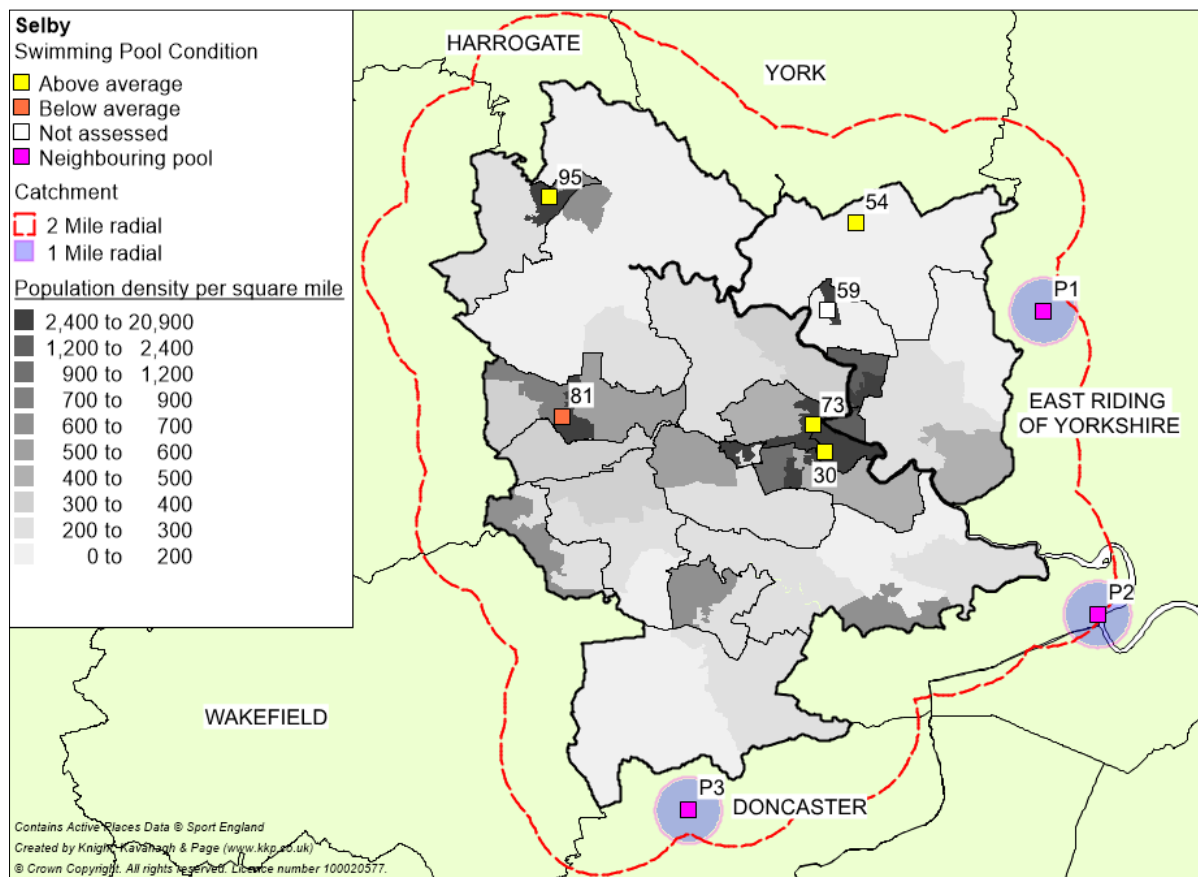 Selby
Swimming Pool Condition
Above average
Below average
Not assessed
Neighbouring pool
Catchment
2 Mile radial
1 Mile radial
Population density per square mile
2,400 to 20,900
1,200 to 2,400
900 to 1,200
700 to 900
600 to 700
500 to 600
400 to 500
300 to 400
200 to 300
0 to 200
HARROGATE
YORK
95
54
59
P1
81
73
EAST RIDING
OF YORKSHIRE
30
P2
WAKEFIELD
P3
DONCASTER
Contains Active Places Data © Sport England
Created by Knight, Kavanagh & Page (www.kkp.co.uk)
© Crown Copyright. All rights reserved. Licence number 100020577.